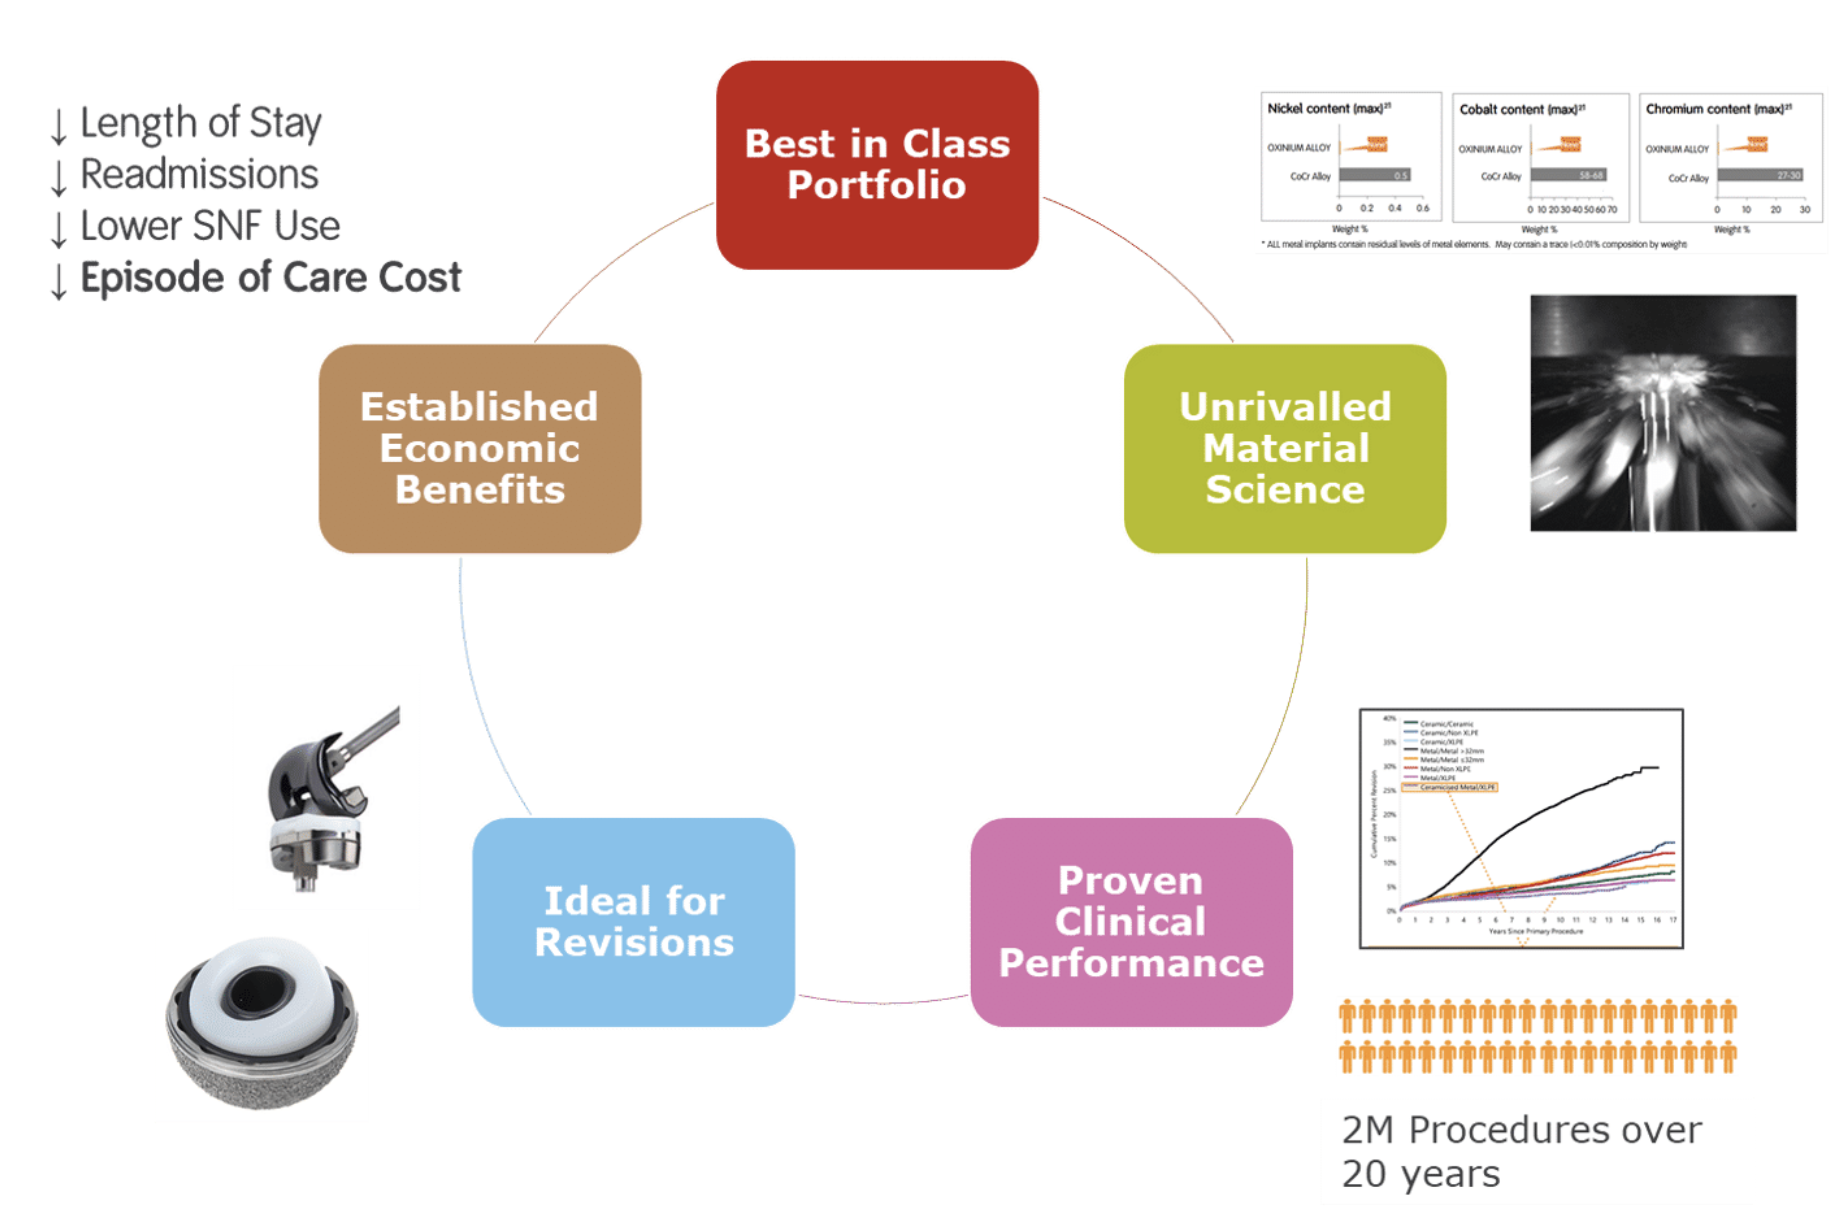 Best in Class
Portfolio
↓ Length of Stay
↓ Readmissions
↓ Lower SNF Use
↓ Episode of Care Cost
Nickel content (max)²¹
OXINIUM ALLOY
None*
CoCr Alloy
0.5
0 0.2 0.4 0.6
Weight %
Cobalt content (max)²¹
OXINIUM ALLOY
None*
CoCr Alloy
58-68
0 10 20 30 40 50 60 70
Weight %
Chromium content (max)²¹
OXINIUM ALLOY
None*
CoCr Alloy
27-30
0 10 20 30
Weight %
* ALL metal implants contain residual levels of metal elements. May contain a trace (<0.01% composition by weight)
Established
Economic
Benefits
Unrivalled
Material
Science
Ideal for
Revisions
Proven
Clinical
Performance
40%
35%
30%
25%
20%
15%
10%
5%
0%
Cumulative Percent Revision
Ceramic/Ceramic
Ceramic/Non XLPE
Ceramic/XLPE
Metal/Metal >32mm
Metal/Metal ≤32mm
Metal/Non XLPE
Metal/XLPE
Ceramicised Metal/XLPE
0 1 2 3 4 5 6 7 8 9 10 11 12 13 14 15 16 17
Years Since Primary Procedure
2M Procedures over
20 years